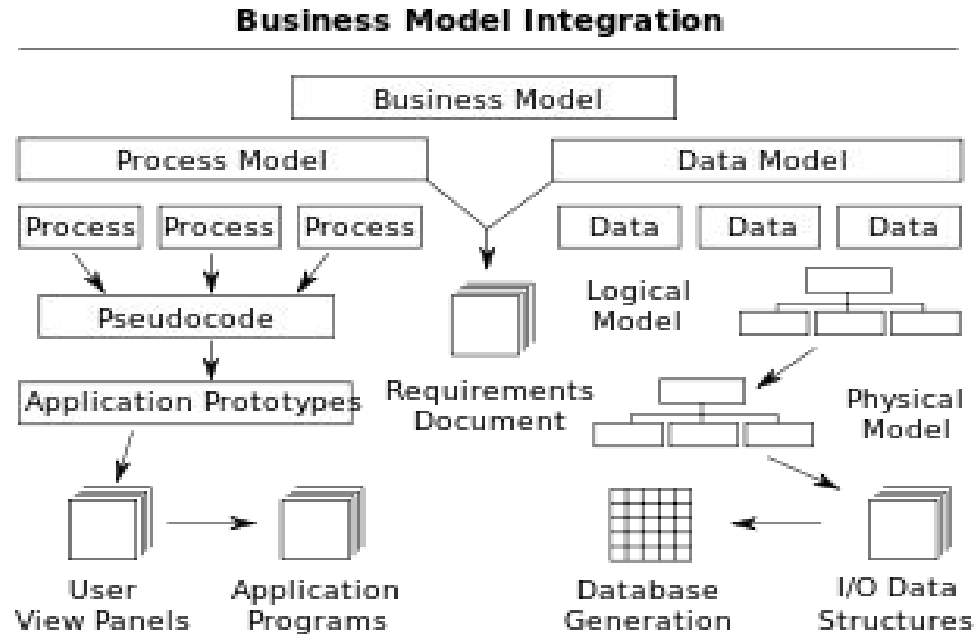 Business Model Integration
Business Model
Process Model
Data Model
Process
Process
Process
Data
Data
Data
Pseudocode
Logical
Model
Application Prototypes
Requirements
Document
Physical
Model
User
View Panels
Application
Programs
Database
Generation
I/O Data
Structures